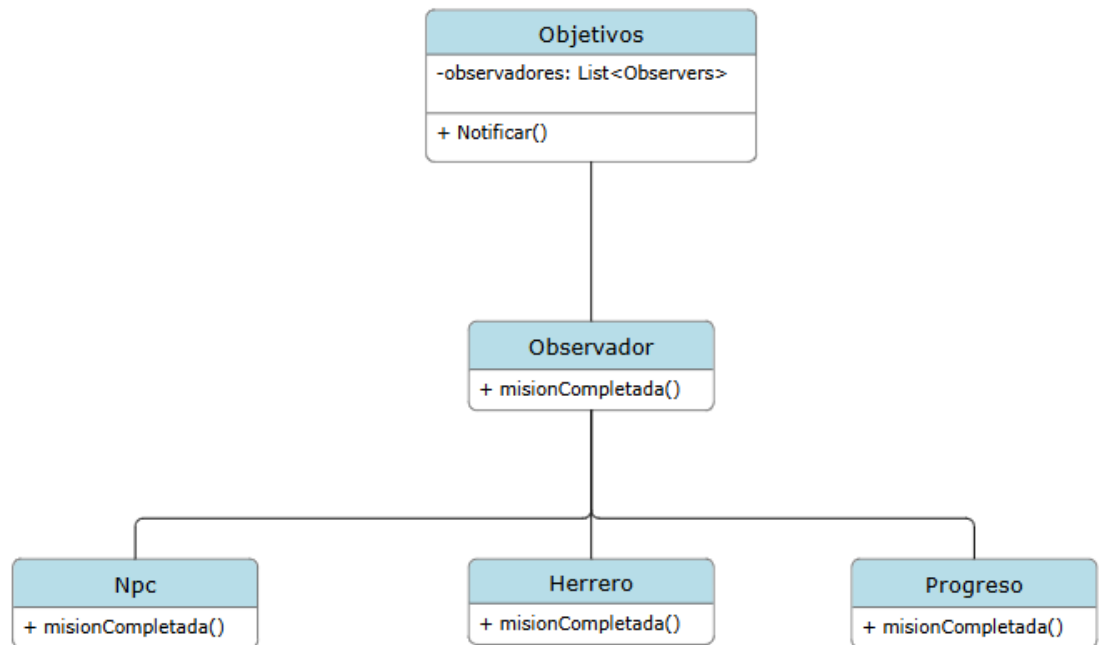 Objetivos
-observadores: List<Observers>
+ Notificar()
Observador
+ misionCompletada()
Npc
+ misionCompletada()
Herrero
+ misionCompletada()
Progreso
+ misionCompletada()